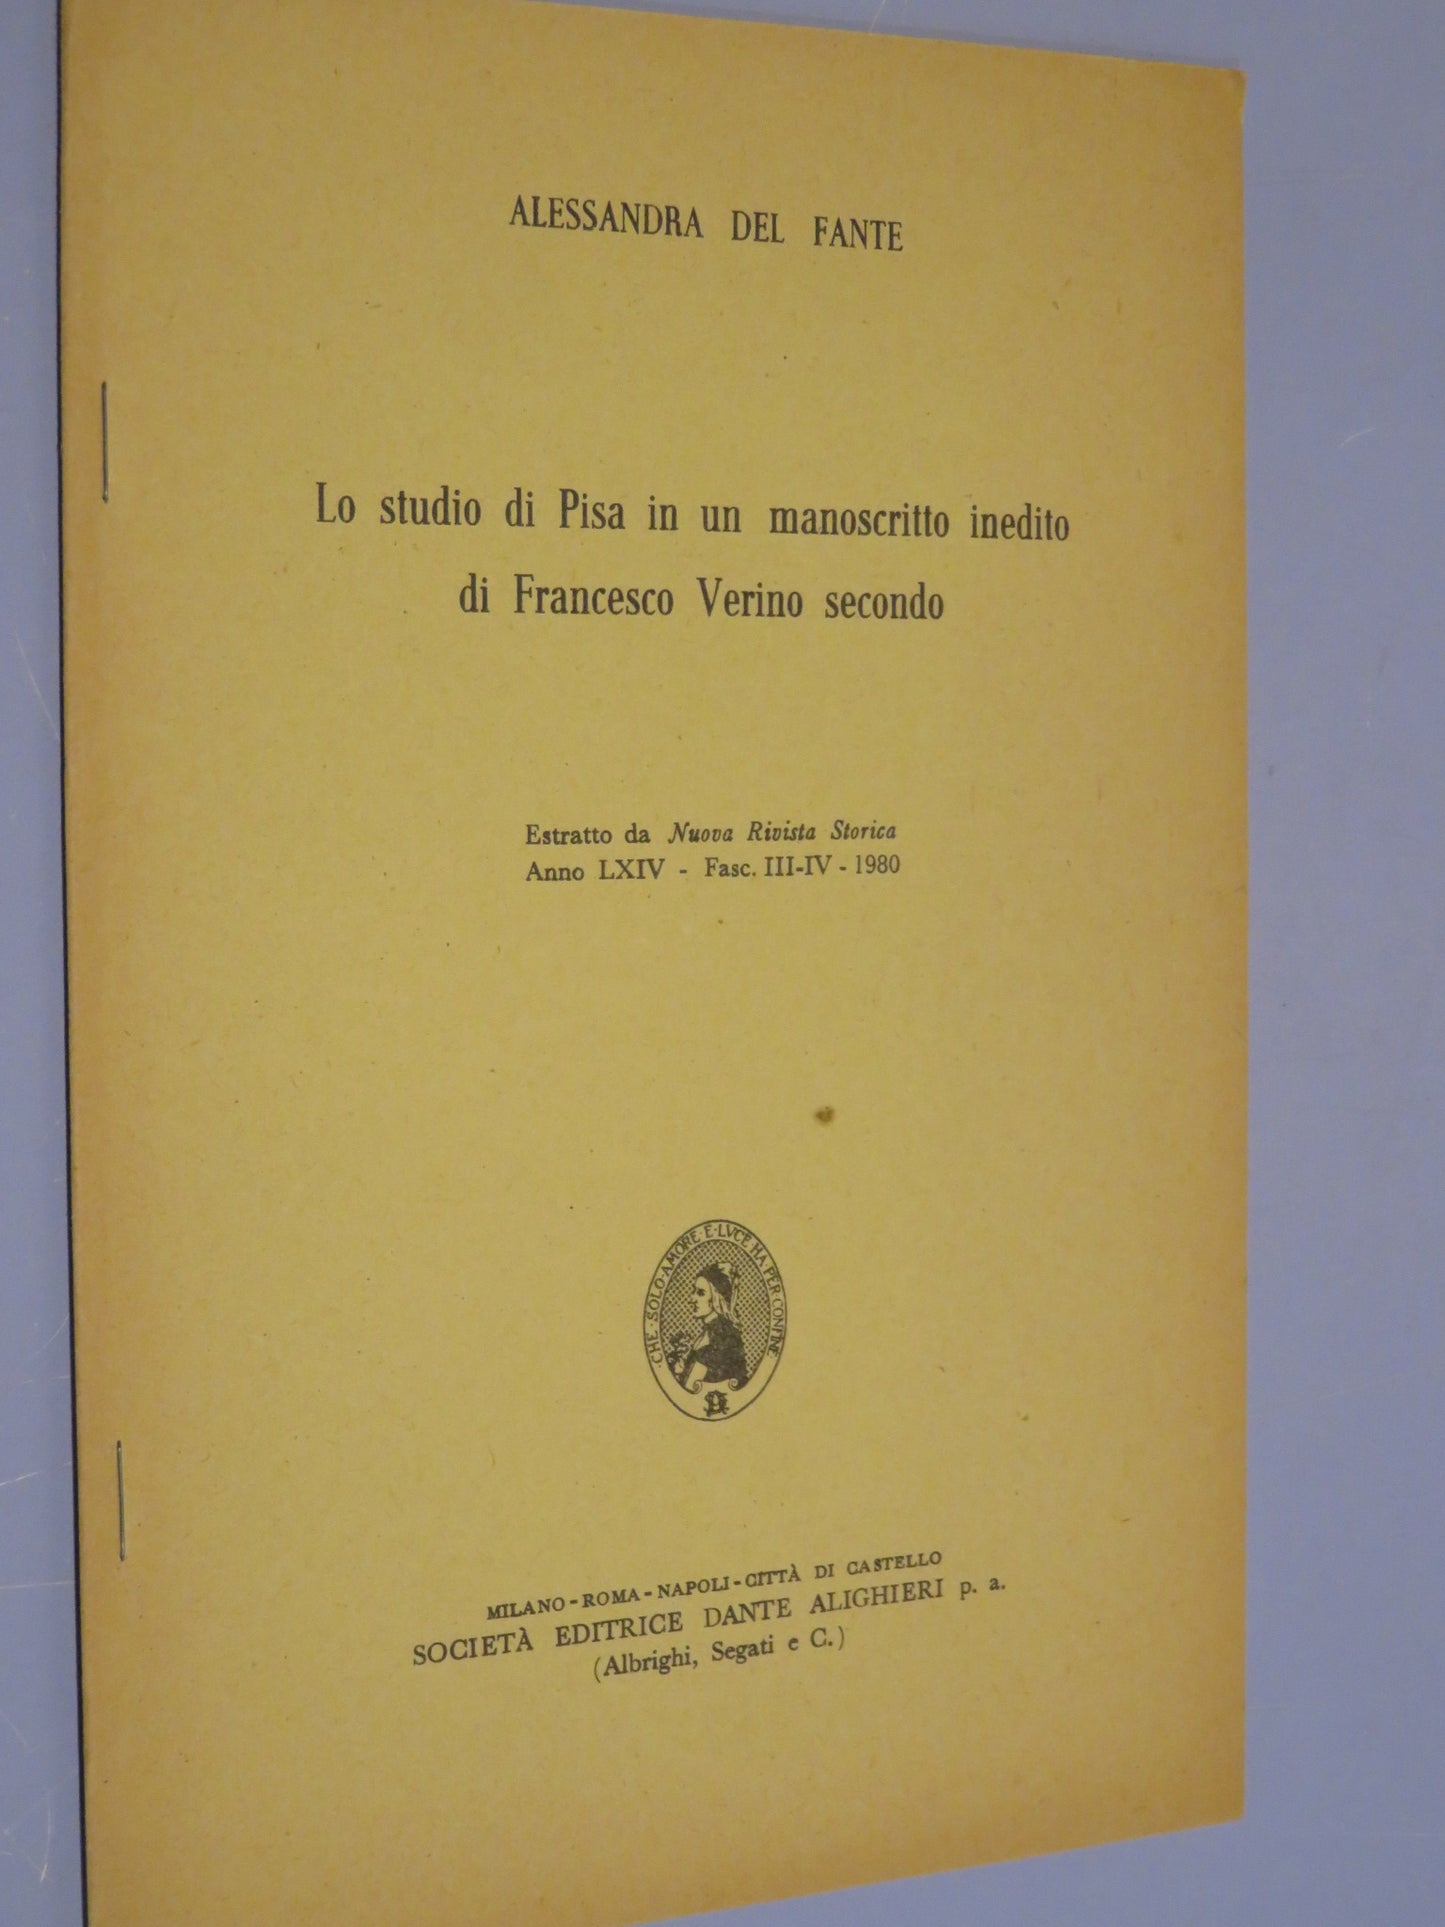 ALESSANDRA DEL FANTE
Lo studio di Pisa in un manoscritto inedito
di Francesco Verino secondo
Estratto da Nuova Rivista Storica
Anno LXIV - Fasc. III-IV - 1980
·CHE·SOLO·AMORE·E·LVCE·HA·PER·CONFINE
MILANO-ROMA-NAPOLI-CITTÀ DI CASTELLO
SOCIETÀ EDITRICE DANTE ALIGHIERI p. a.
(Albrighi, Segati e C.)